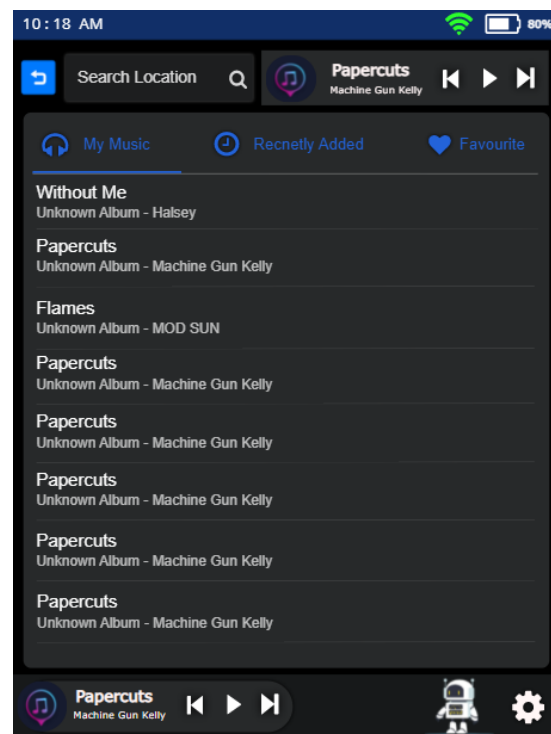 10:18 AM
80%
Search Location
Papercuts
Machine Gun Kelly
My Music
Recnetly Added
Favourite
Without Me
Unknown Album - Halsey
Papercuts
Unknown Album - Machine Gun Kelly
Flames
Unknown Album - MOD SUN
Papercuts
Unknown Album - Machine Gun Kelly
Papercuts
Unknown Album - Machine Gun Kelly
Papercuts
Unknown Album - Machine Gun Kelly
Papercuts
Unknown Album - Machine Gun Kelly
Papercuts
Unknown Album - Machine Gun Kelly
Papercuts
Machine Gun Kelly